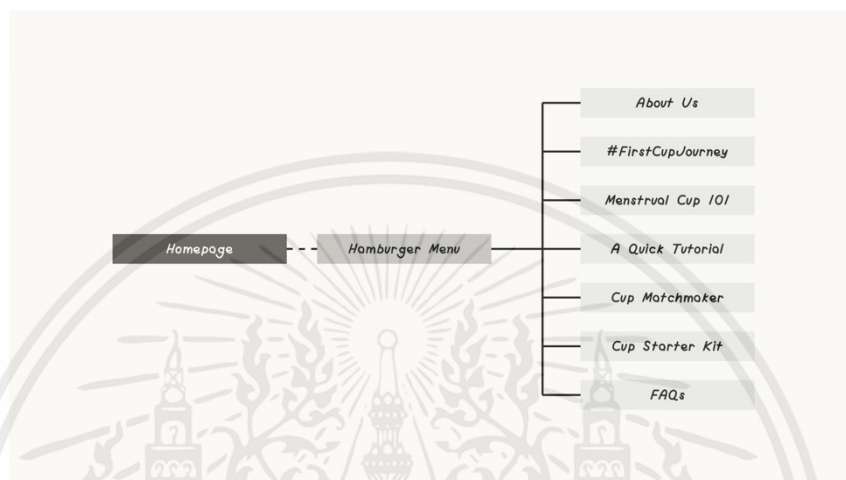 About Us
#FirstCupJourney
Menstrual Cup 101
Homepage
Hamburger Menu
A Quick Tutorial
Cup Matchmaker
Cup Starter Kit
FAQs